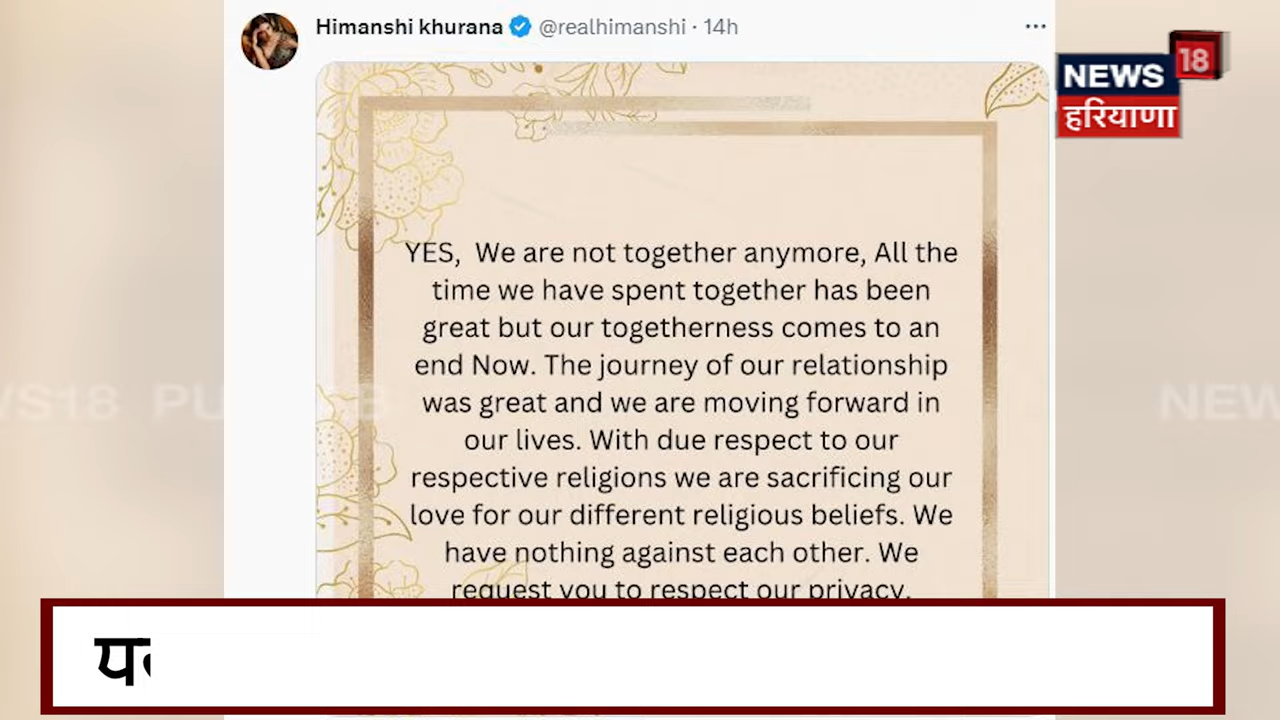 Himanshi khurana @realhimanshi · 14h
NEWS 18
हरियाणा
YES, We are not together anymore, All the
time we have spent together has been
great but our togetherness comes to an
end Now. The journey of our relationship
was great and we are moving forward in
our lives. With due respect to our
respective religions we are sacrificing our
love for our different religious beliefs. We
have nothing against each other. We
request you to respect our privacy.